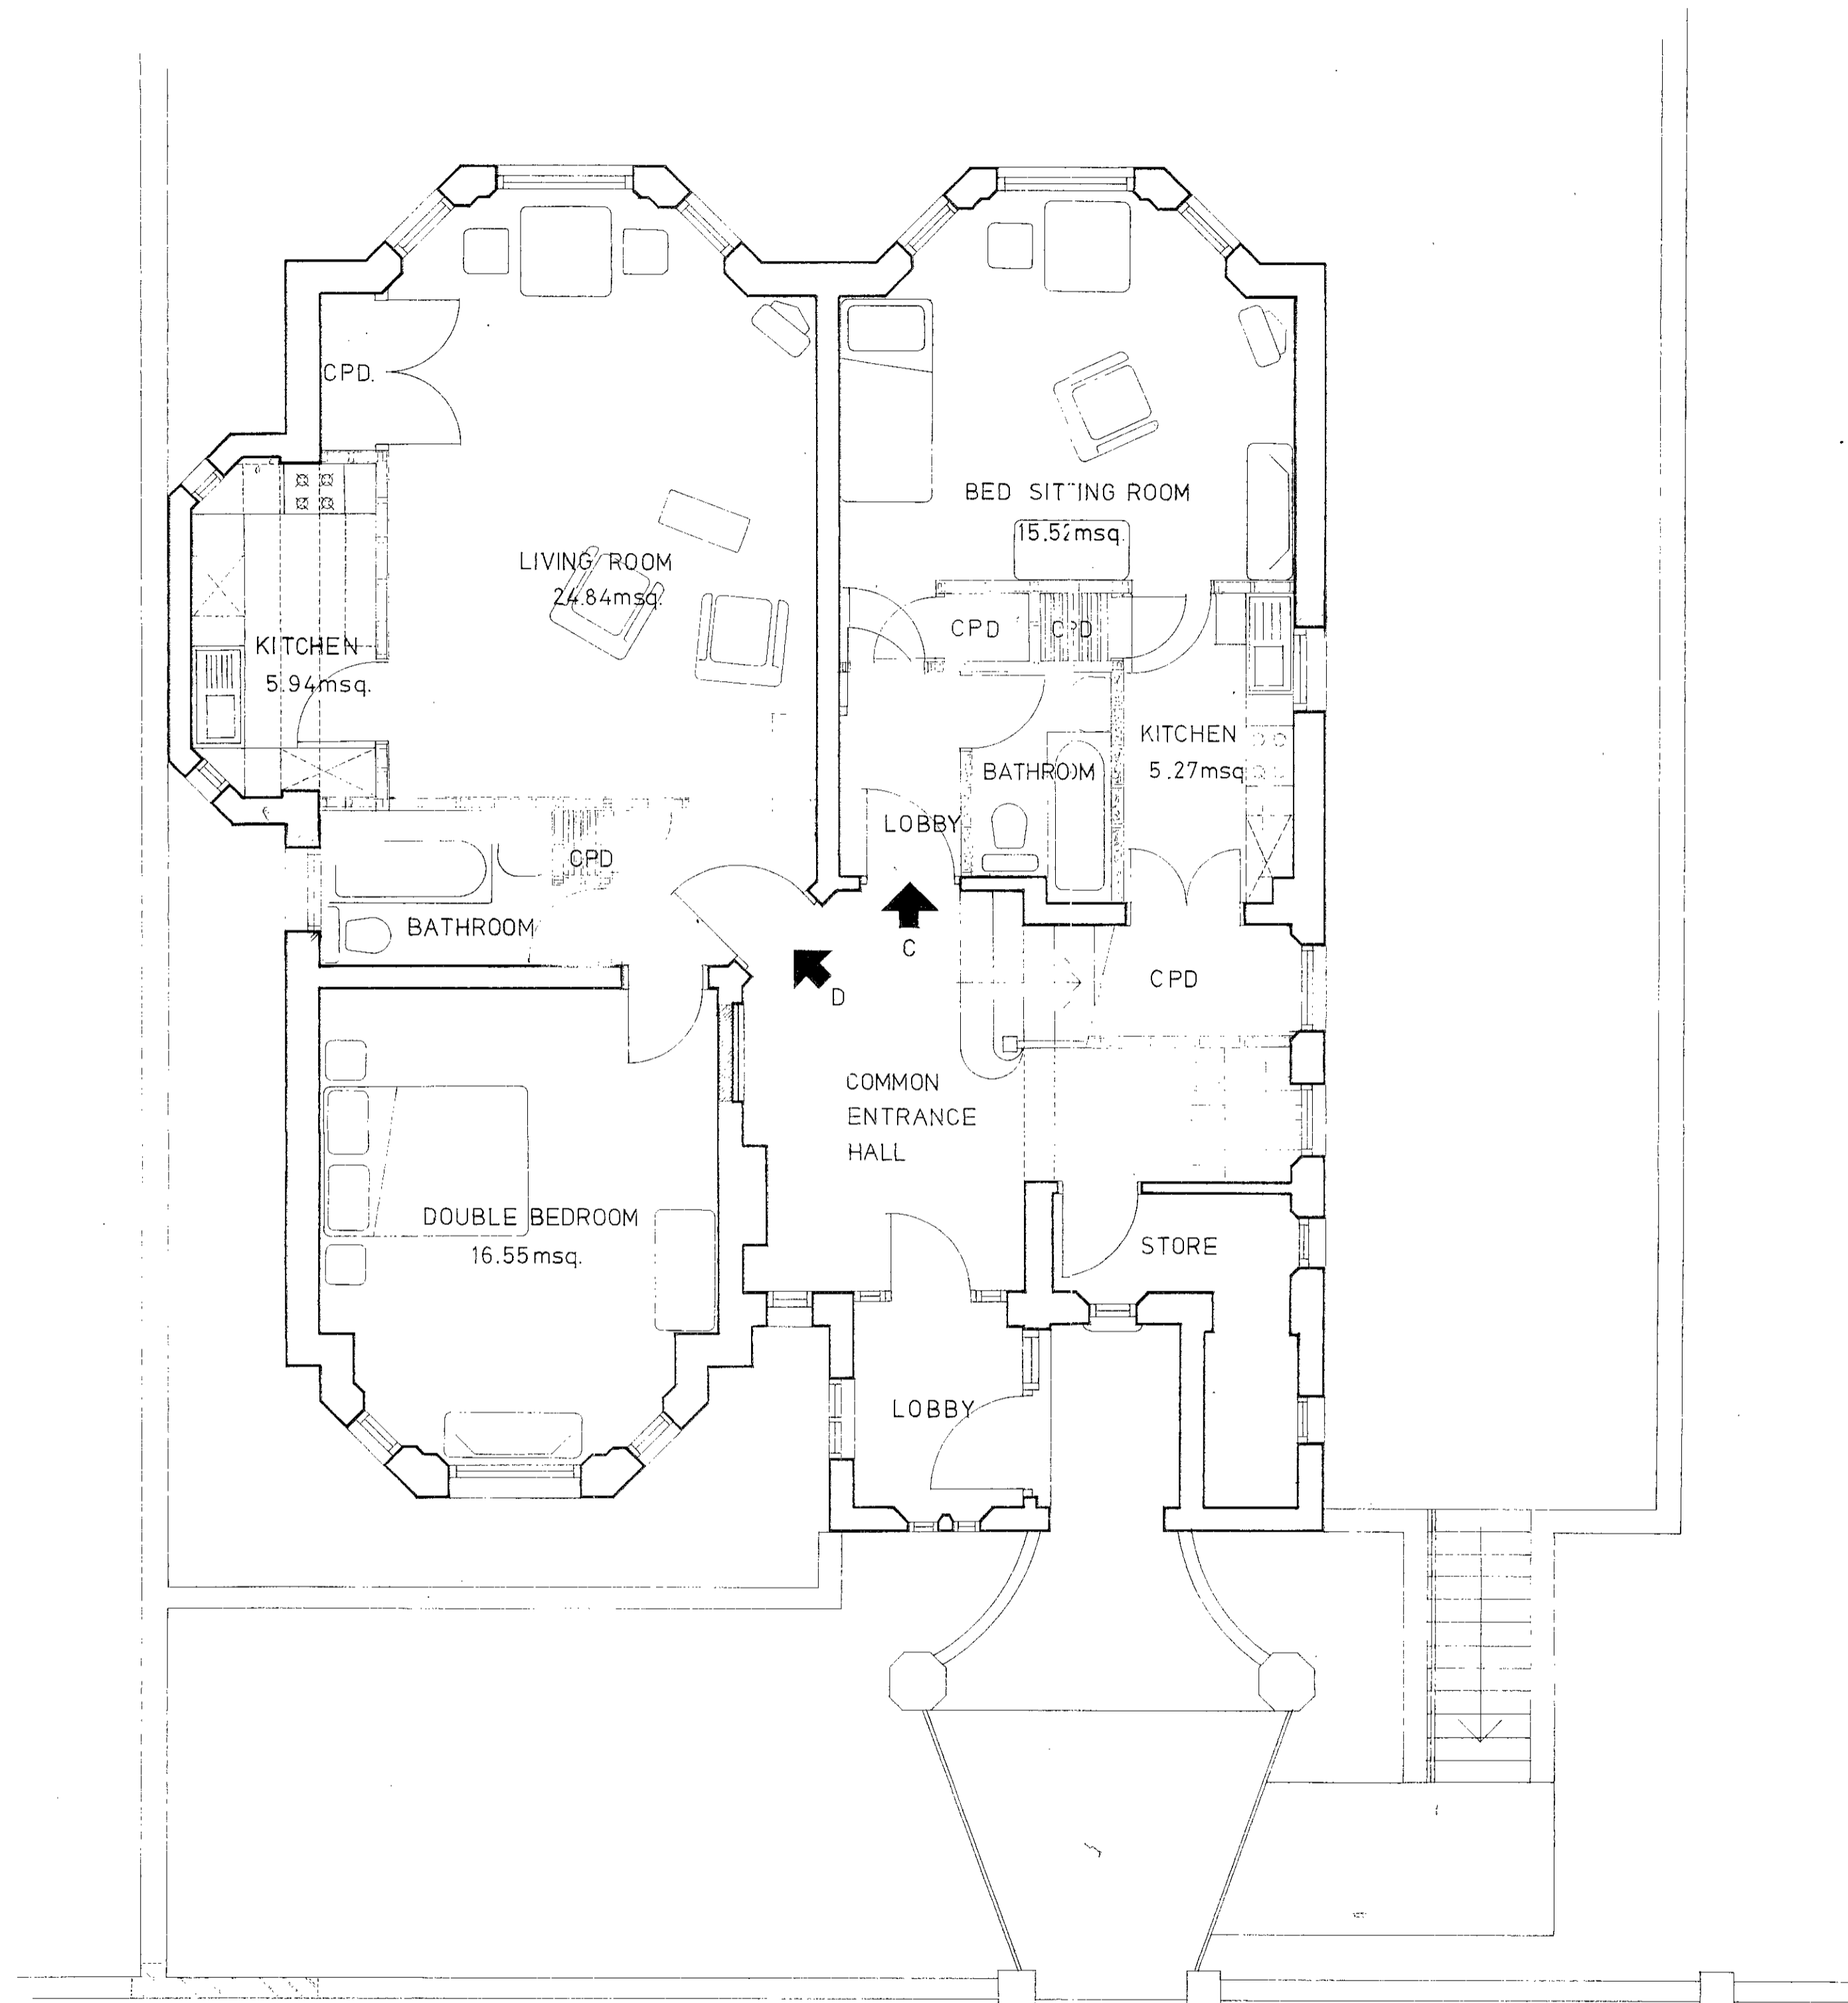 CPD.
BED SITTING ROOM
15.52msq.
LIVING ROOM
24.84msq.
CPD
CPD
KITCHEN
5.94msq.
KITCHEN
5.27msq
BATHROOM
LOBBY
CPD
BATHROOM
C
D
CPD
COMMON
ENTRANCE
HALL
DOUBLE BEDROOM
16.55msq.
STORE
LOBBY